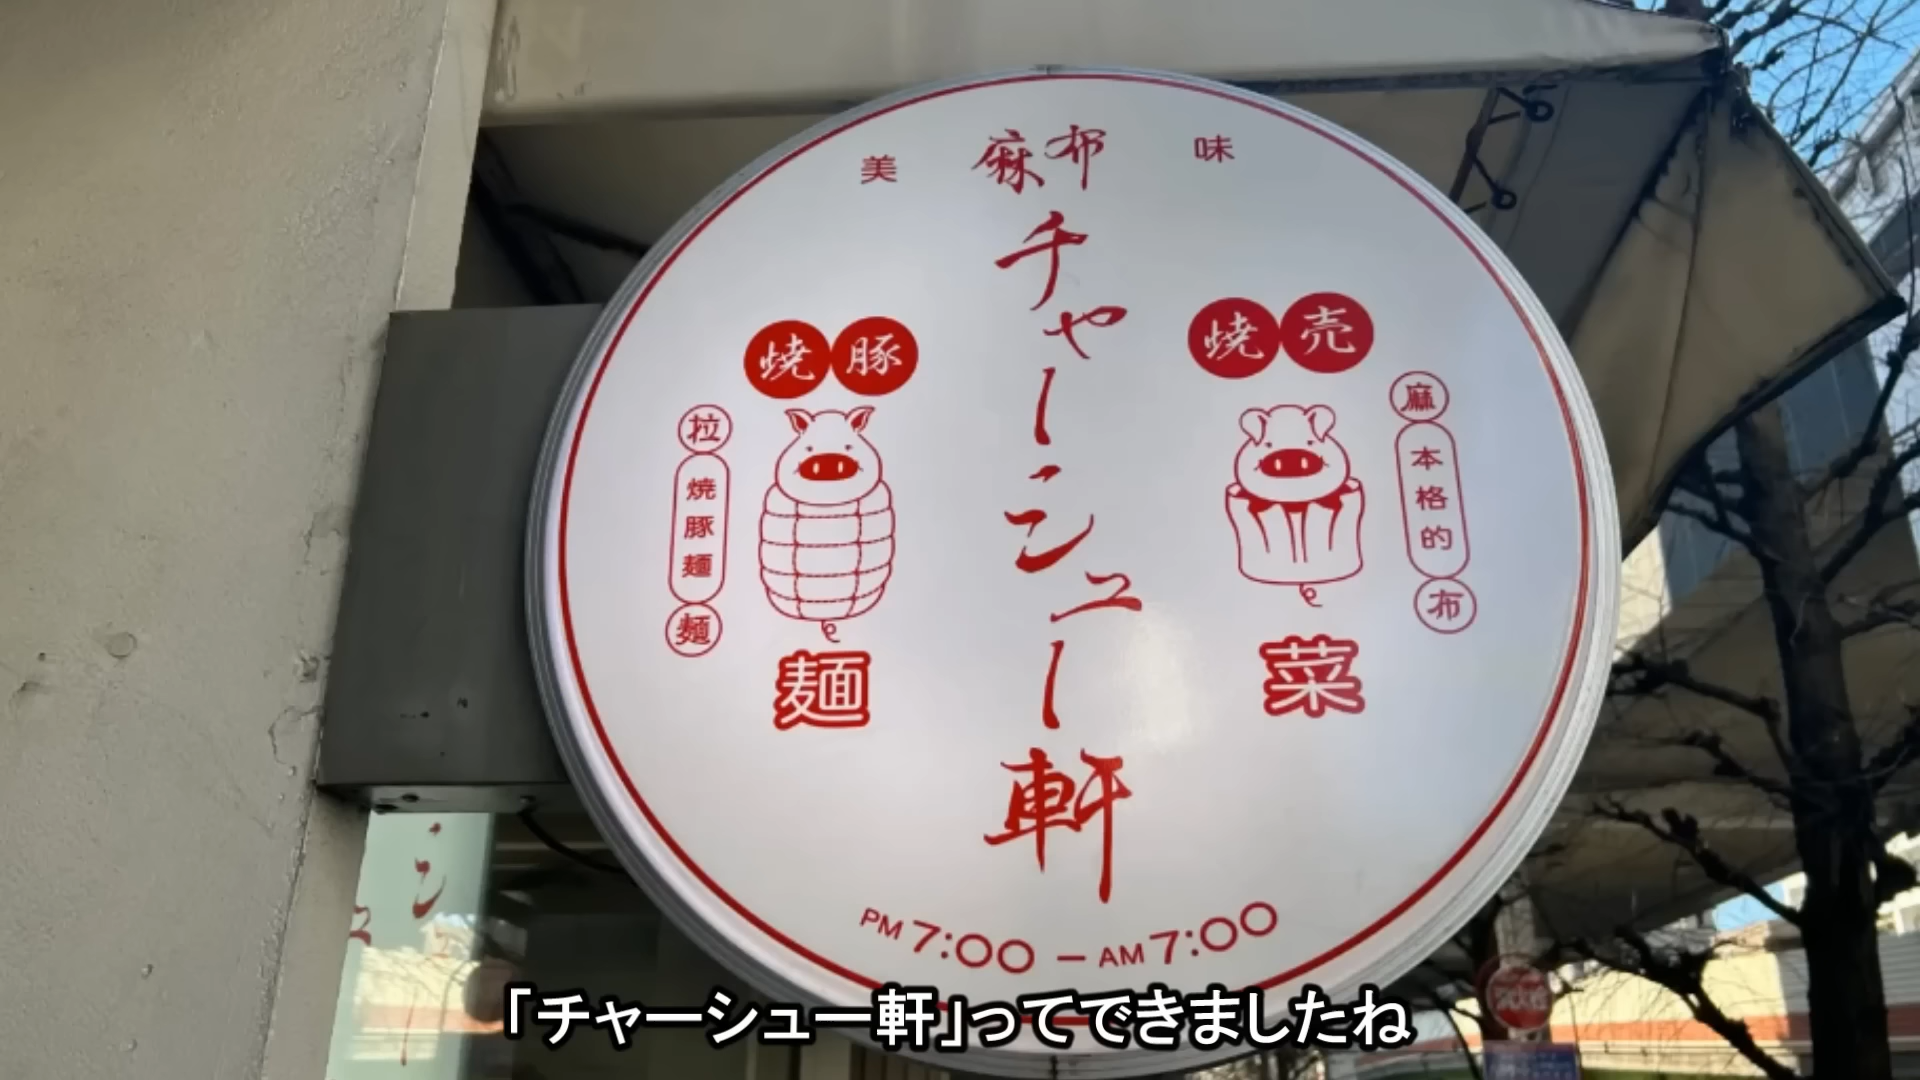 美 麻布 味
チャーシュー軒
焼豚
拉
焼豚麺
麺
麺
焼売
麻
本格的
布
菜
PM 7:00 － AM 7:00
「チャーシュー軒」ってできましたね